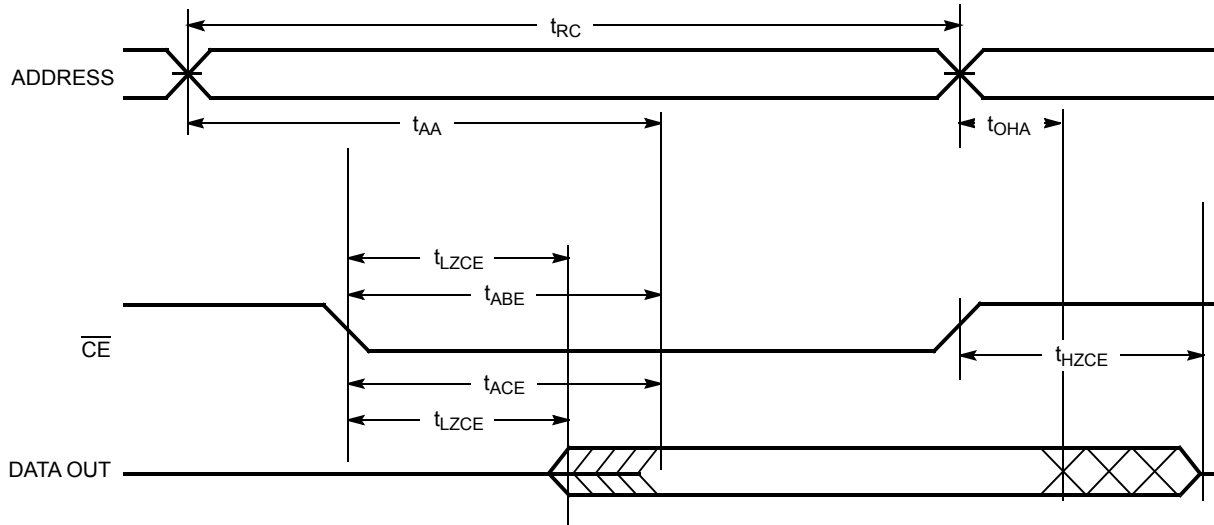 tRC
ADDRESS
tAA
tOHA
tLZCE
tABE
CE
tHZCE
tACE
tLZCE
DATA OUT